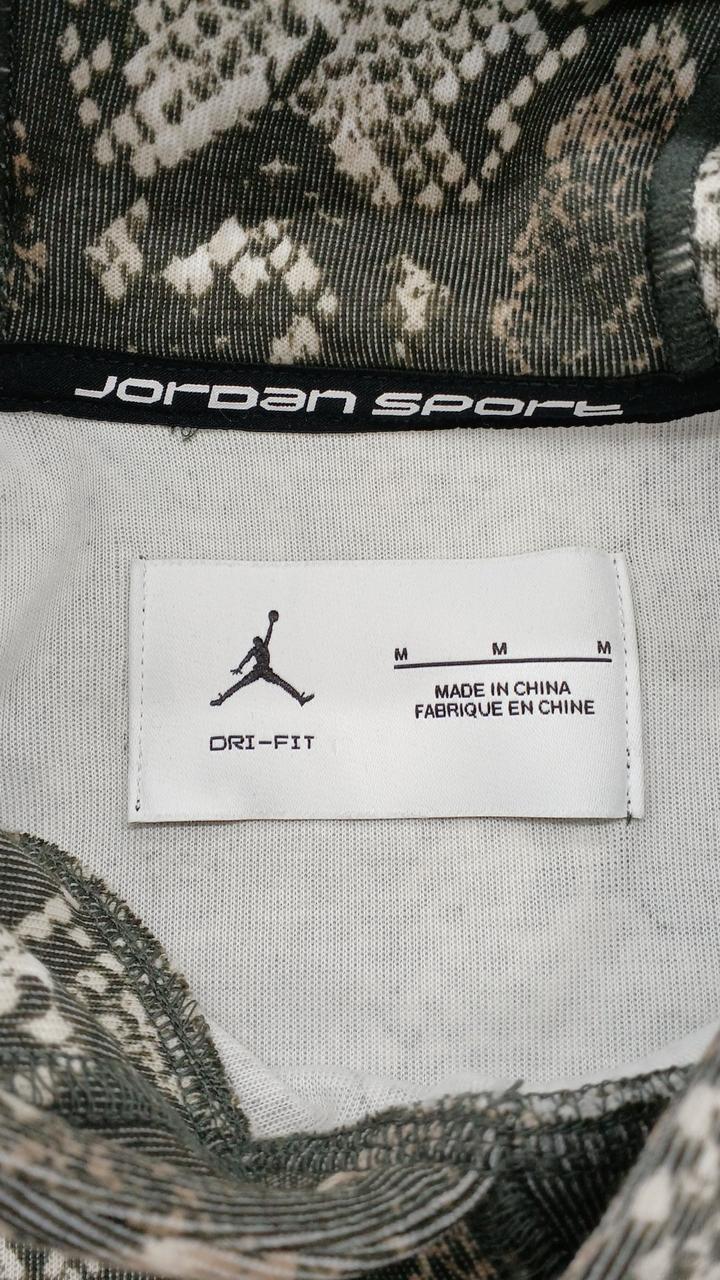 Jordan Sport
M M M
MADE IN CHINA
FABRIQUE EN CHINE
DRI-FIT